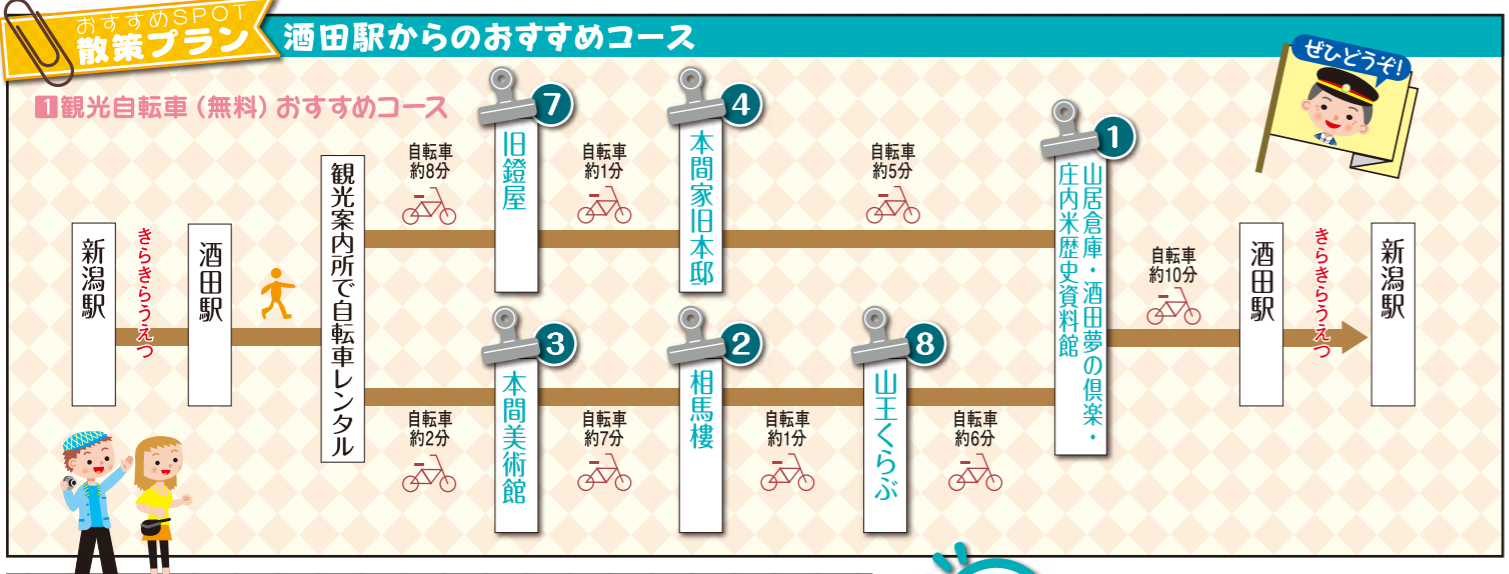 おすすめSPOT
散策プラン
酒田駅からのおすすめコース
ぜひどうぞ!
1観光自転車(無料)おすすめコース
新潟駅
きらきらうえつ
酒田駅
観光案内所で自転車レンタル
自転車
約8分
7
旧鐙屋
自転車
約1分
4
本間家旧本邸
自転車
約5分
自転車
約2分
3
本間美術館
自転車
約7分
2
相馬樓
自転車
約1分
8
山王くらぶ
自転車
約6分
1
山居倉庫・酒田夢の倶楽・
庄内米歴史資料館
自転車
約10分
酒田駅
きらきらうえつ
新潟駅